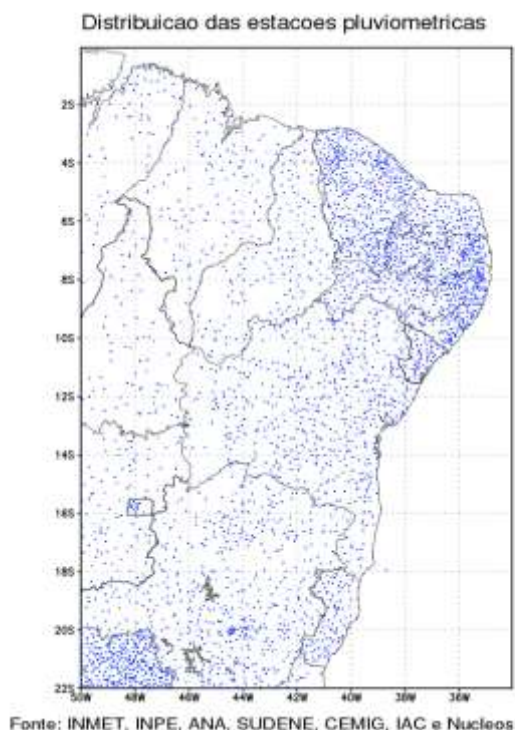 Distribuicao das estacoes pluviometricas
2S
4S
6S
8S
10S
12S
14S
16S
18S
20S
22S
50W 48W 46W 44W 42W 40W 38W 36W
Fonte: INMET, INPE, ANA, SUDENE, CEMIG, IAC e Nucleos